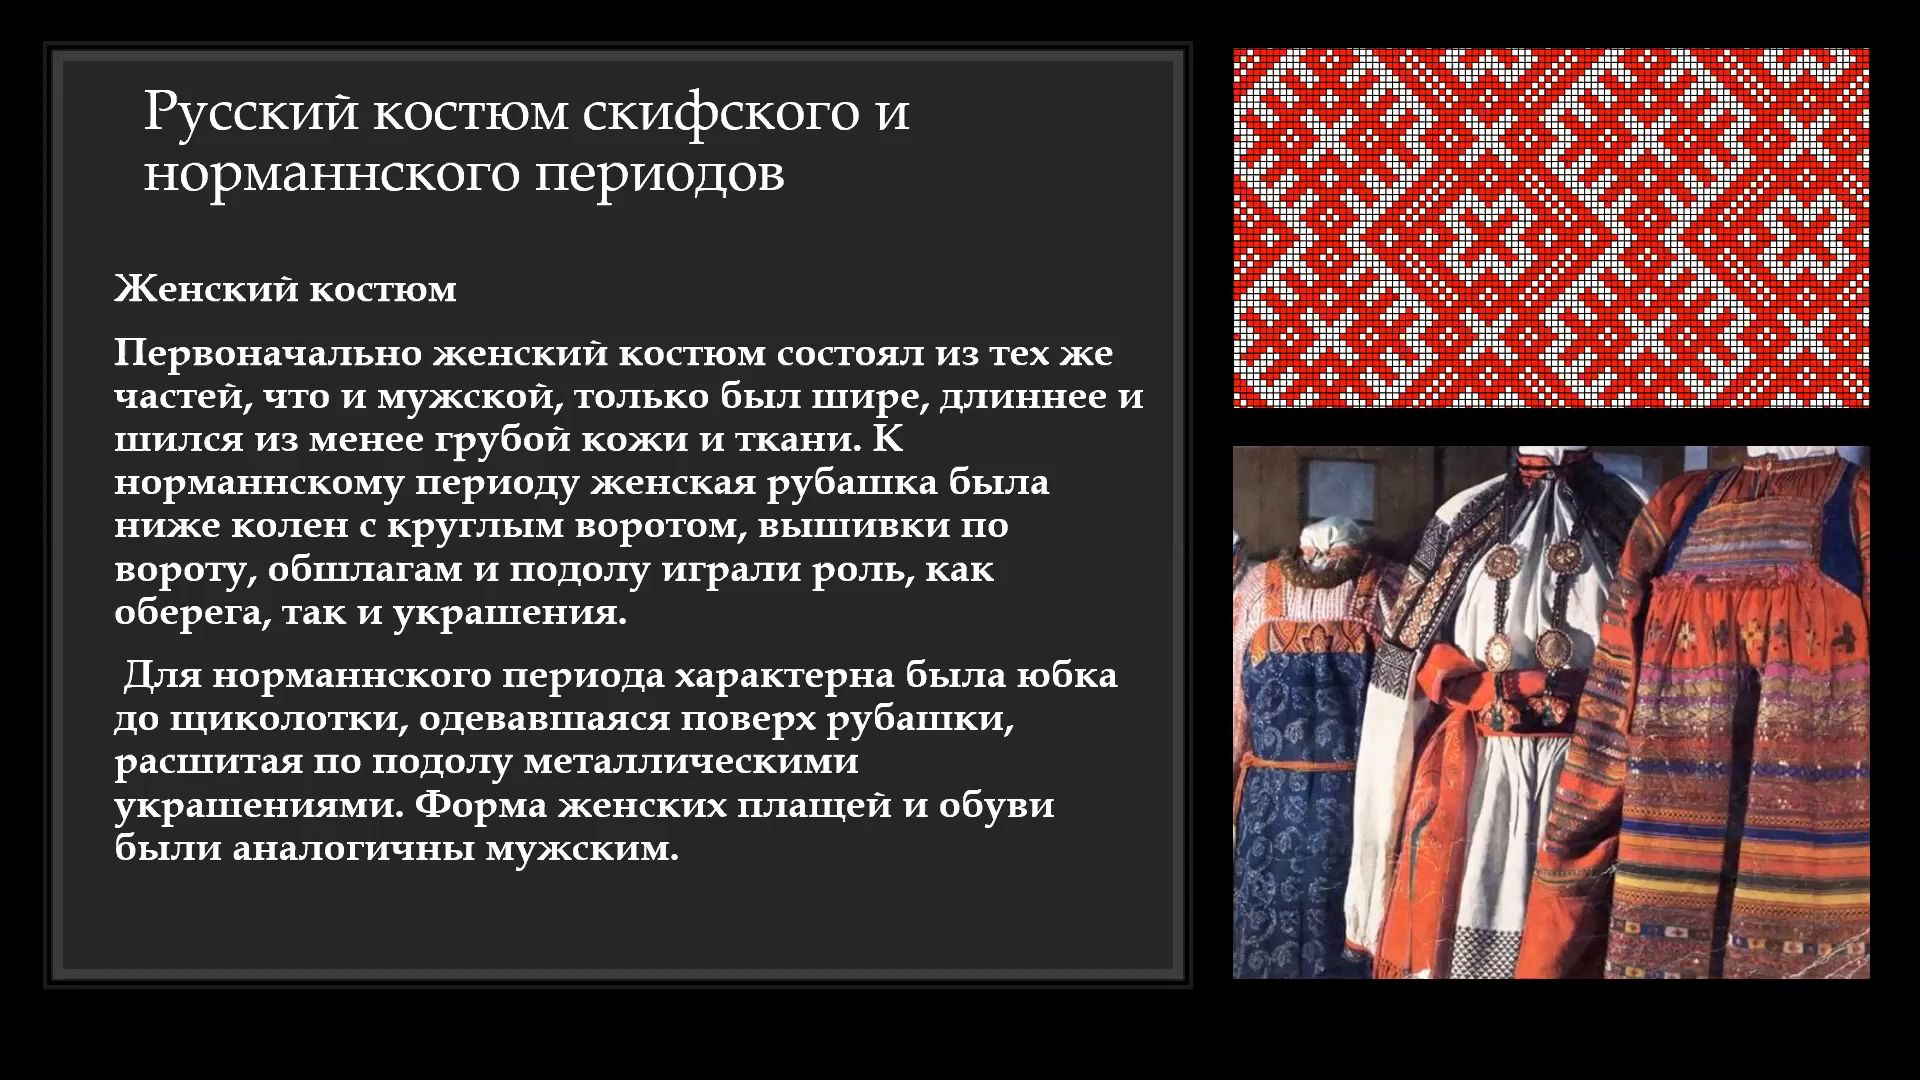 Русский костюм скифского и
норманнского периодов
Женский костюм
Первоначально женский костюм состоял из тех же
частей, что и мужской, только был шире, длиннее и
шился из менее грубой кожи и ткани. К
норманнскому периоду женская рубашка была
ниже колен с круглым воротом, вышивки по
вороту, обшлагам и подолу играли роль, как
оберега, так и украшения.
Для норманнского периода характерна была юбка
до щиколотки, одевавшаяся поверх рубашки,
расшитая по подолу металлическими
украшениями. Форма женских плащей и обуви
были аналогичны мужским.